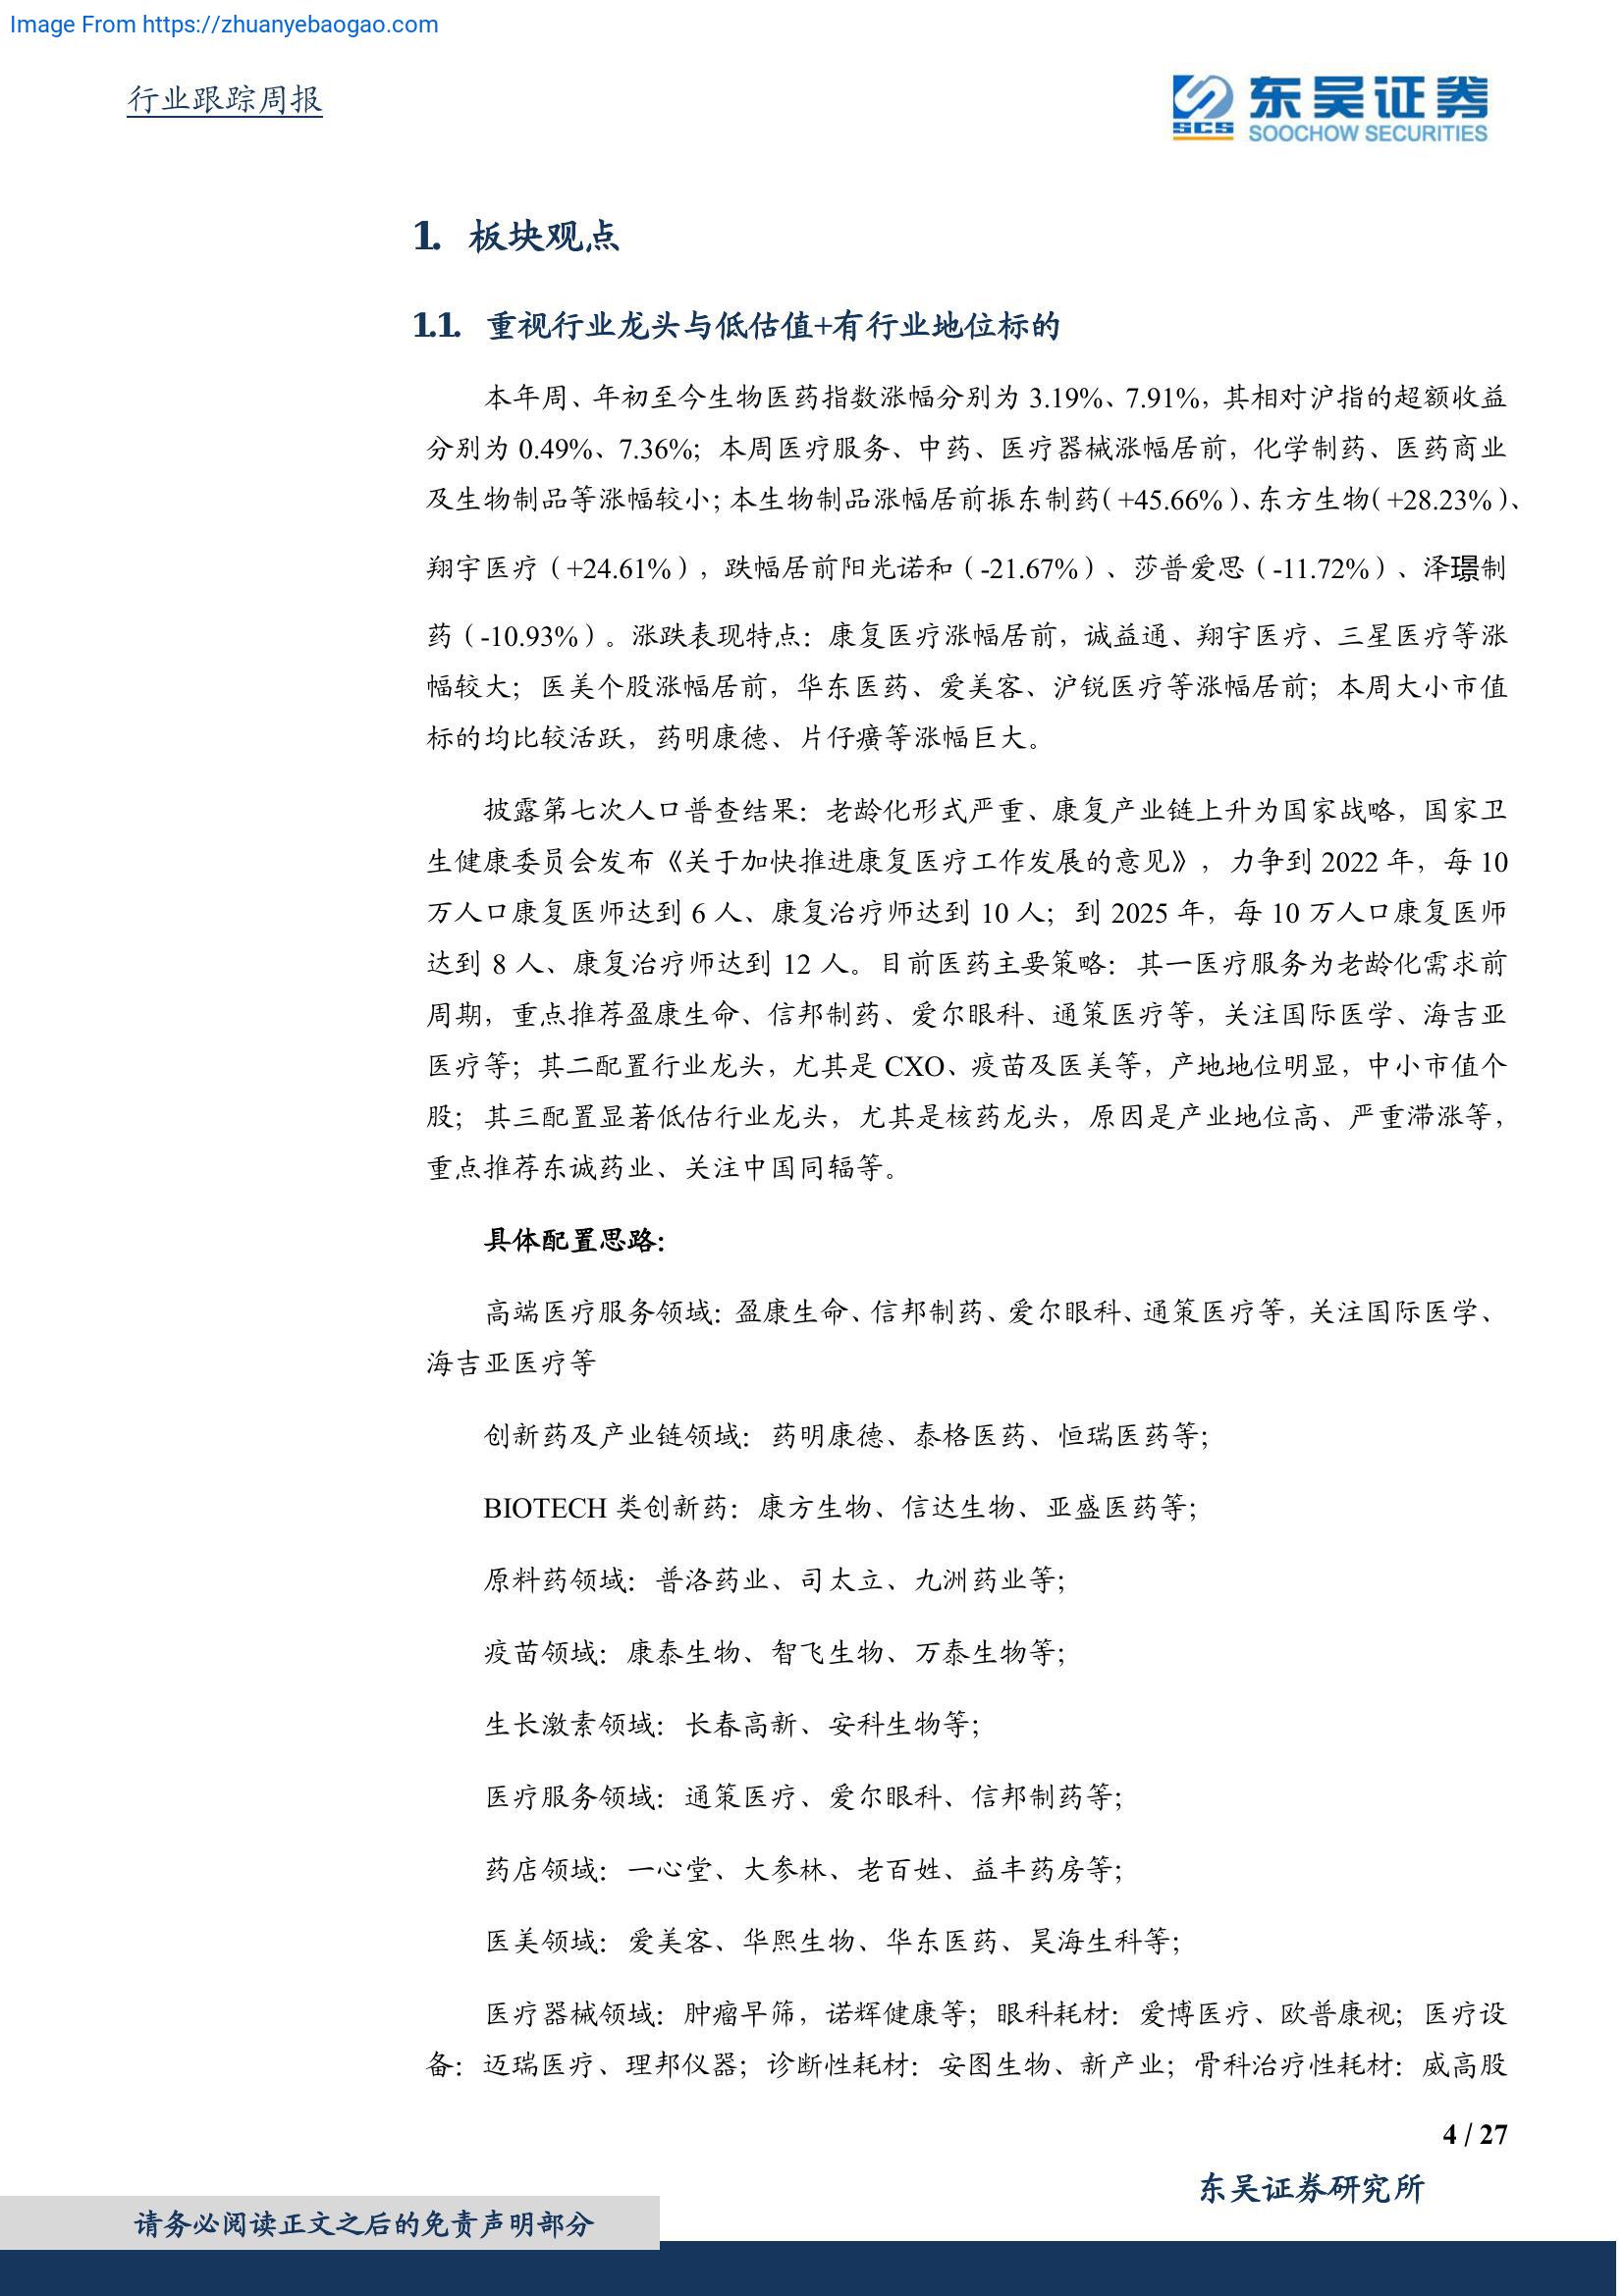 Image From https://zhuanyebaogao.com
行业跟踪周报
东吴证券
SCS
SOOCHOW SECURITIES
1. 板块观点
1.1. 重视行业龙头与低估值+有行业地位标的
本年周、年初至今生物医药指数涨幅分别为 3.19%、7.91%，其相对沪指的超额收益
分别为 0.49%、7.36%；本周医疗服务、中药、医疗器械涨幅居前，化学制药、医药商业
及生物制品等涨幅较小；本生物制品涨幅居前振东制药（+45.66%）、东方生物（+28.23%）、
翔宇医疗（+24.61%），跌幅居前阳光诺和（-21.67%）、莎普爱思（-11.72%）、泽璟制
药（-10.93%）。涨跌表现特点：康复医疗涨幅居前，诚益通、翔宇医疗、三星医疗等涨
幅较大；医美个股涨幅居前，华东医药、爱美客、沪锐医疗等涨幅居前；本周大小市值
标的均比较活跃，药明康德、片仔癀等涨幅巨大。
披露第七次人口普查结果：老龄化形式严重、康复产业链上升为国家战略，国家卫
生健康委员会发布《关于加快推进康复医疗工作发展的意见》，力争到 2022 年，每 10
万人口康复医师达到 6 人、康复治疗师达到 10 人；到 2025 年，每 10 万人口康复医师
达到 8 人、康复治疗师达到 12 人。目前医药主要策略：其一医疗服务为老龄化需求前
周期，重点推荐盈康生命、信邦制药、爱尔眼科、通策医疗等，关注国际医学、海吉亚
医疗等；其二配置行业龙头，尤其是 CXO、疫苗及医美等，产地地位明显，中小市值个
股；其三配置显著低估行业龙头，尤其是核药龙头，原因是产业地位高、严重滞涨等，
重点推荐东诚药业、关注中国同辐等。
具体配置思路：
高端医疗服务领域：盈康生命、信邦制药、爱尔眼科、通策医疗等，关注国际医学、
海吉亚医疗等
创新药及产业链领域：药明康德、泰格医药、恒瑞医药等；
BIOTECH 类创新药：康方生物、信达生物、亚盛医药等；
原料药领域：普洛药业、司太立、九洲药业等；
疫苗领域：康泰生物、智飞生物、万泰生物等；
生长激素领域：长春高新、安科生物等；
医疗服务领域：通策医疗、爱尔眼科、信邦制药等；
药店领域：一心堂、大参林、老百姓、益丰药房等；
医美领域：爱美客、华熙生物、华东医药、昊海生科等；
医疗器械领域：肿瘤早筛，诺辉健康等；眼科耗材：爱博医疗、欧普康视；医疗设
备：迈瑞医疗、理邦仪器；诊断性耗材：安图生物、新产业；骨科治疗性耗材：威高股
4 / 27
东吴证券研究所
请务必阅读正文之后的免责声明部分